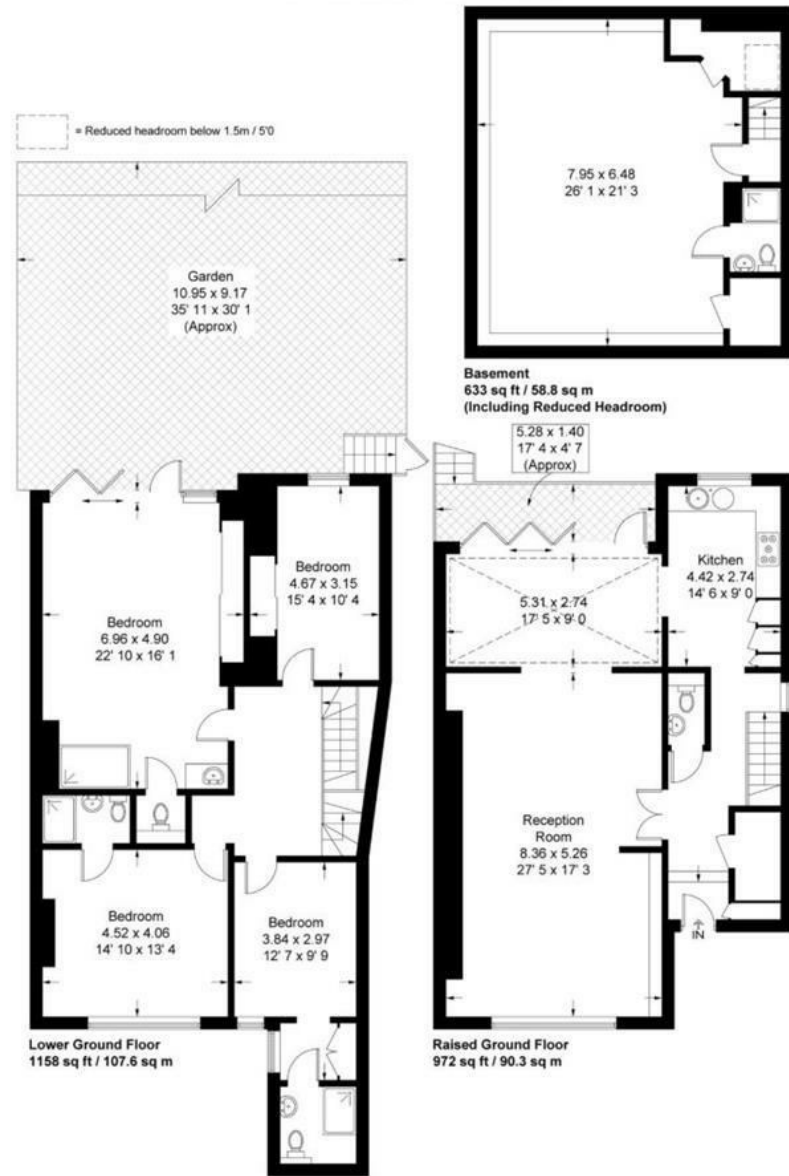 = Reduced headroom below 1.5m / 5'0
Garden
10.95 x 9.17
35' 11 x 30' 1
(Approx)
7.95 x 6.48
26' 1 x 21' 3
Basement
633 sq ft / 58.8 sq m
(Including Reduced Headroom)
5.28 x 1.40
17' 4 x 4' 7
(Approx)
Bedroom
4.67 x 3.15
15' 4 x 10' 4
Bedroom
6.96 x 4.90
22' 10 x 16' 1
Kitchen
4.42 x 2.74
14' 6 x 9' 0
5.31 x 2.74
17' 5 x 9' 0
Reception
Room
8.36 x 5.26
27' 5 x 17' 3
Bedroom
4.52 x 4.06
14' 10 x 13' 4
Bedroom
3.84 x 2.97
12' 7 x 9' 9
IN
Lower Ground Floor
1158 sq ft / 107.6 sq m
Raised Ground Floor
972 sq ft / 90.3 sq m